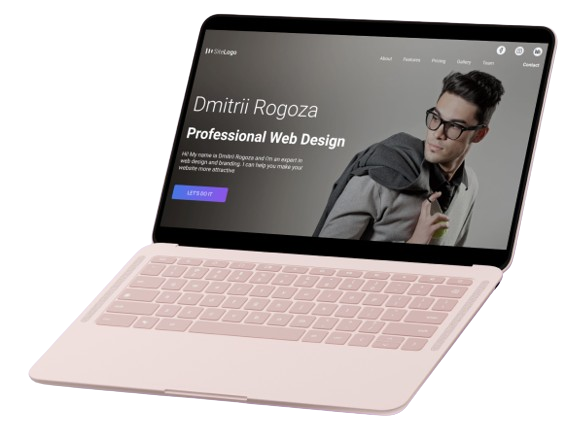 SiteLogo
About Features Pricing Gallery Team Contact
Dmitrii Rogoza
Professional Web Design
Hi! My name is Dmitrii Rogoza and I'm an expert in
web design and branding. I can help you make your
website more attractive
LET'S DO IT